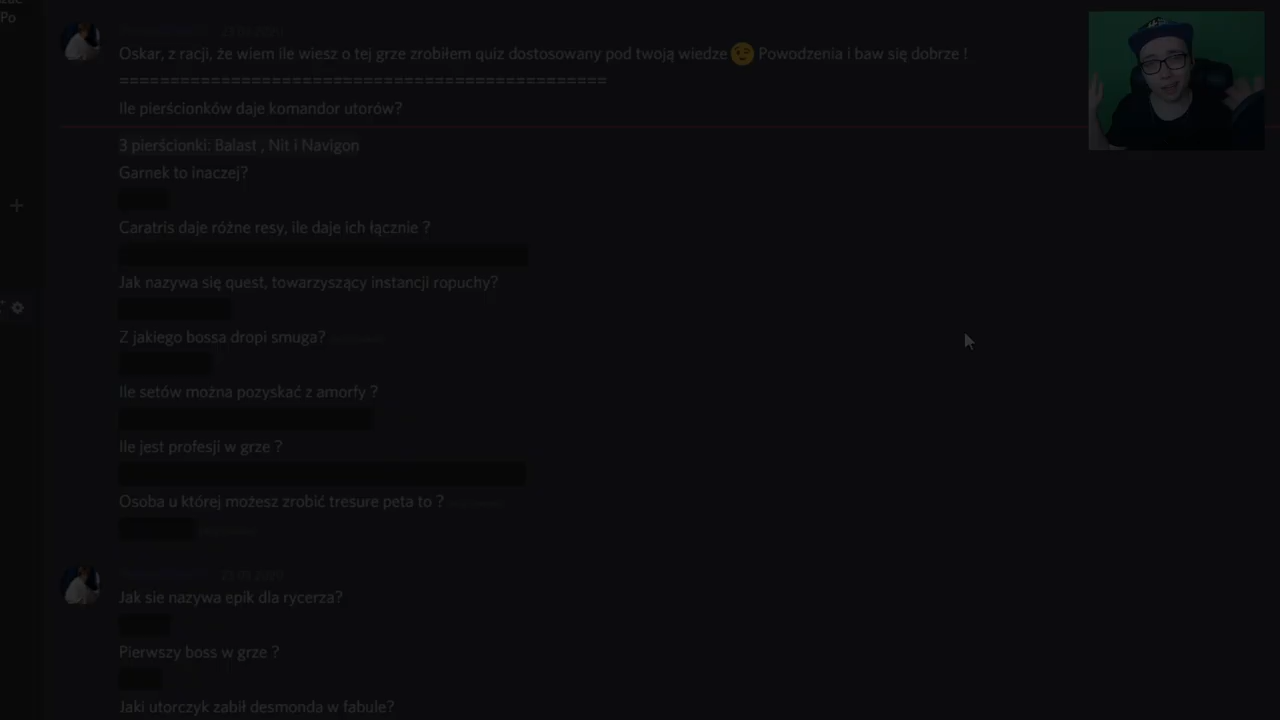 Po
Oskar, z racji, że wiem ile wiesz o tej grze zrobiłem quiz dostosowany pod twoją wiedze 😉 Powodzenia i baw się dobrze !
================================================
Ile pierścionków daje komandor utorów?
3 pierścionki: Balast , Nit i Navigon
Garnek to inaczej?
Caratris daje różne resy, ile daje ich łącznie ?
Jak nazywa się quest, towarzyszący instancji ropuchy?
Z jakiego bossa dropi smuga?
Ile setów można pozyskać z amorfy ?
Ile jest profesji w grze ?
Osoba u której możesz zrobić tresure peta to ?
Jak sie nazywa epik dla rycerza?
Pierwszy boss w grze ?
Jaki utorczyk zabił desmonda w fabule?